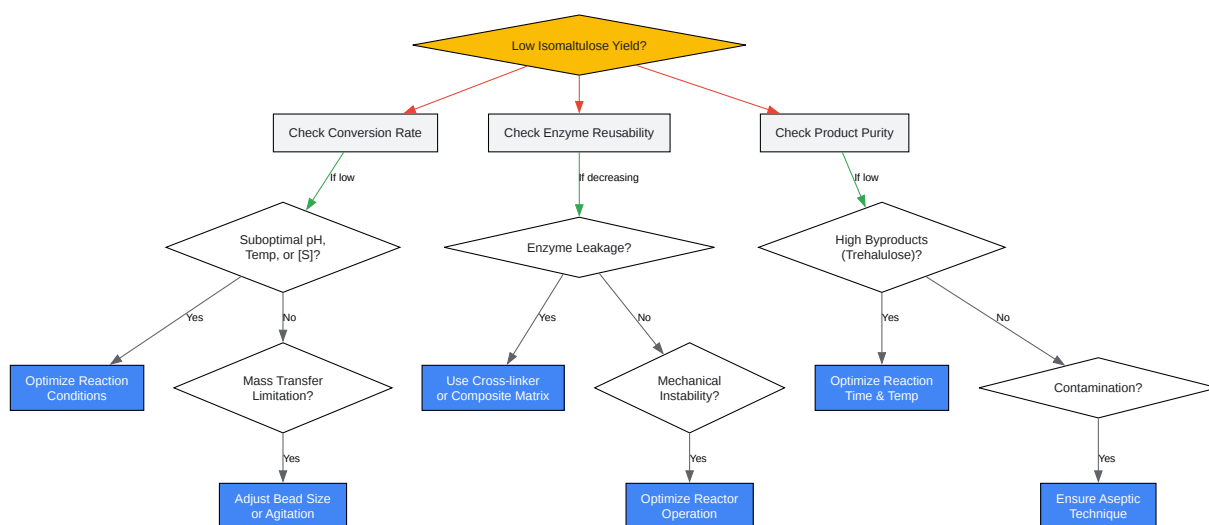 Low Isomaltulose Yield?
Check Conversion Rate
Check Enzyme Reusability
Check Product Purity
If low
If decreasing
If low
Suboptimal pH,
Temp, or [S]?
Enzyme Leakage?
High Byproducts
(Trehalulose)?
Yes
No
Yes
No
Yes
No
Optimize Reaction
Conditions
Mass Transfer
Limitation?
Use Cross-linker
or Composite Matrix
Mechanical
Instability?
Optimize Reaction
Time & Temp
Contamination?
Yes
Yes
Yes
Adjust Bead Size
or Agitation
Optimize Reactor
Operation
Ensure Aseptic
Technique